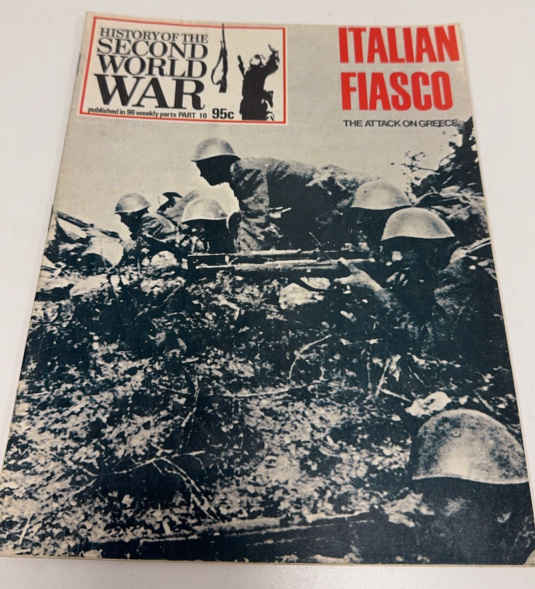 HISTORY OF THE
SECOND
WORLD
WAR
published in 96 weekly parts PART 10 95c
ITALIAN
FIASCO
THE ATTACK ON GREECE